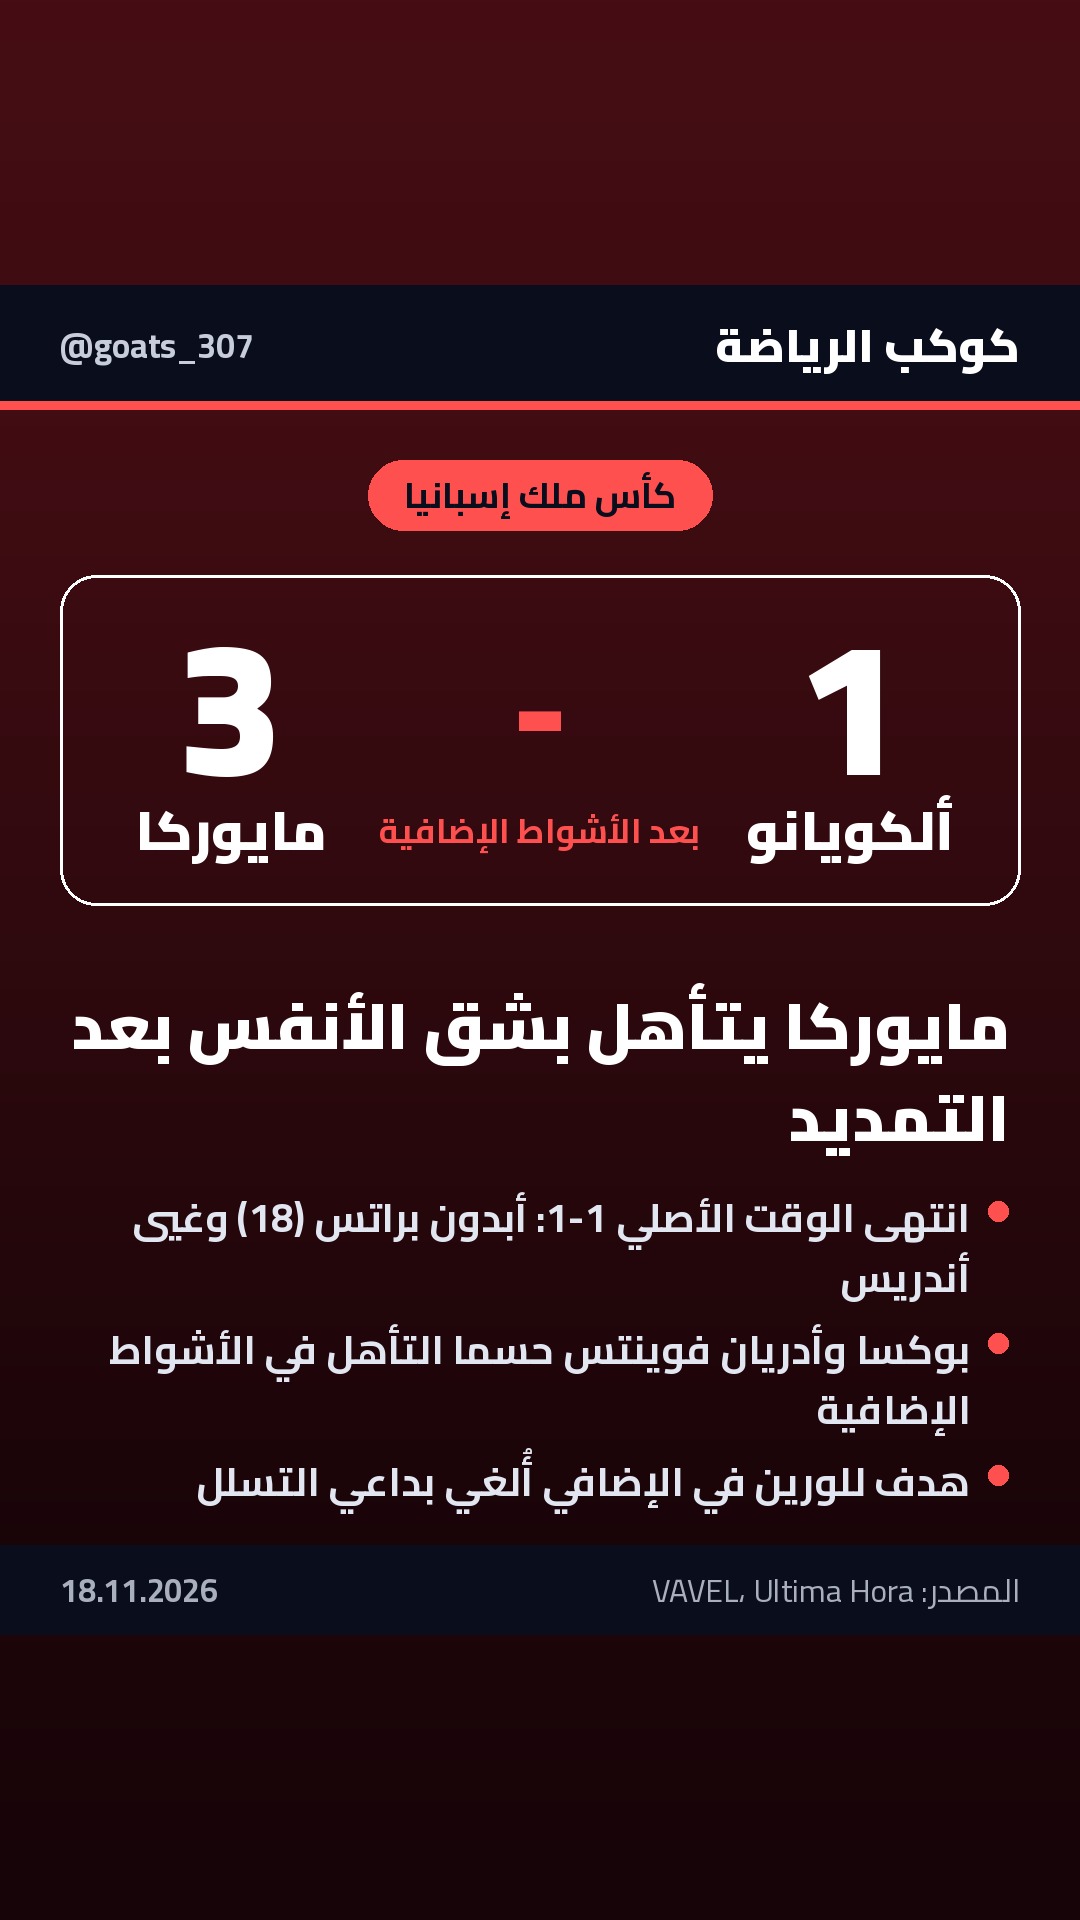 كوكب الرياضة
@goats_307
كأس ملك إسبانيا
1 - 3
ألكويانو بعد الأشواط الإضافية مايوركا
مايوركا يتأهل بشق الأنفس بعد
التمديد
انتهى الوقت الأصلي 1-1: أبدون براتس (18) وغيي
أندريس
بوكسا وأدريان فوينتس حسما التأهل في الأشواط
الإضافية
هدف للورين في الإضافي أُلغي بداعي التسلل
المصدر: VAVEL، Ultima Hora
18.11.2026